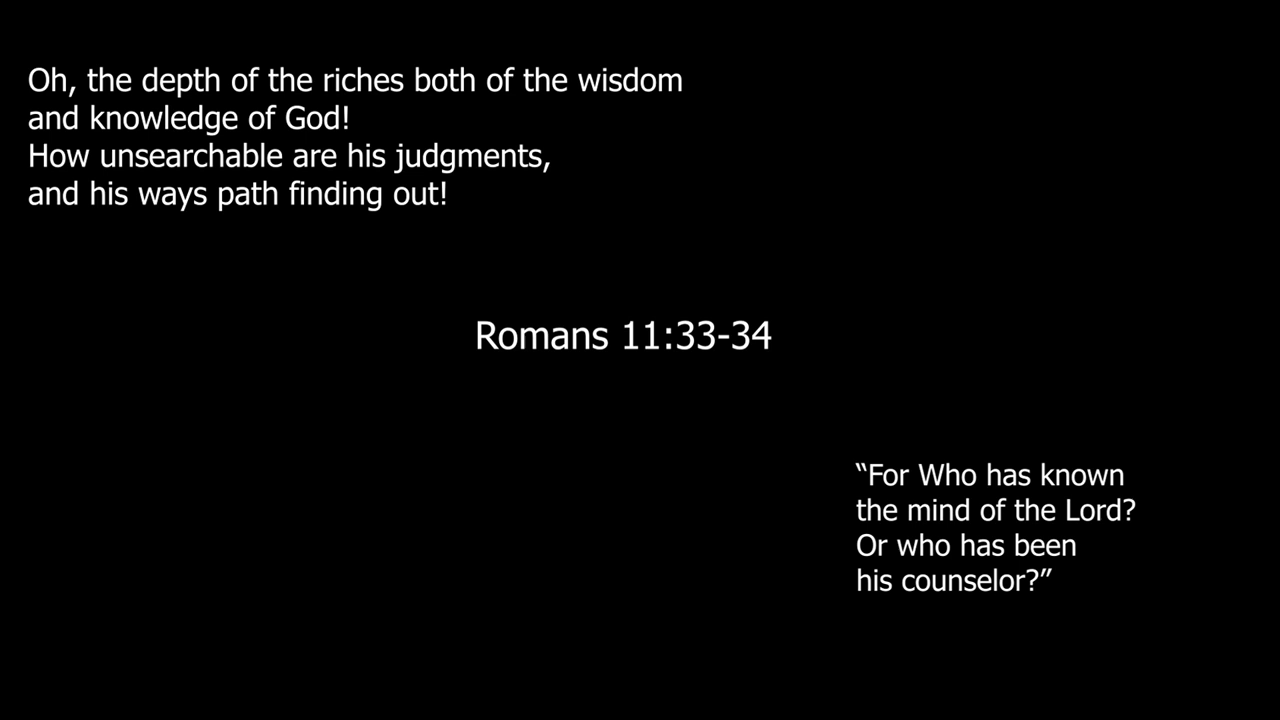 Oh, the depth of the riches both of the wisdom
and knowledge of God!
How unsearchable are his judgments,
and his ways path finding out!
Romans 11:33-34
“For Who has known
the mind of the Lord?
Or who has been
his counselor?”